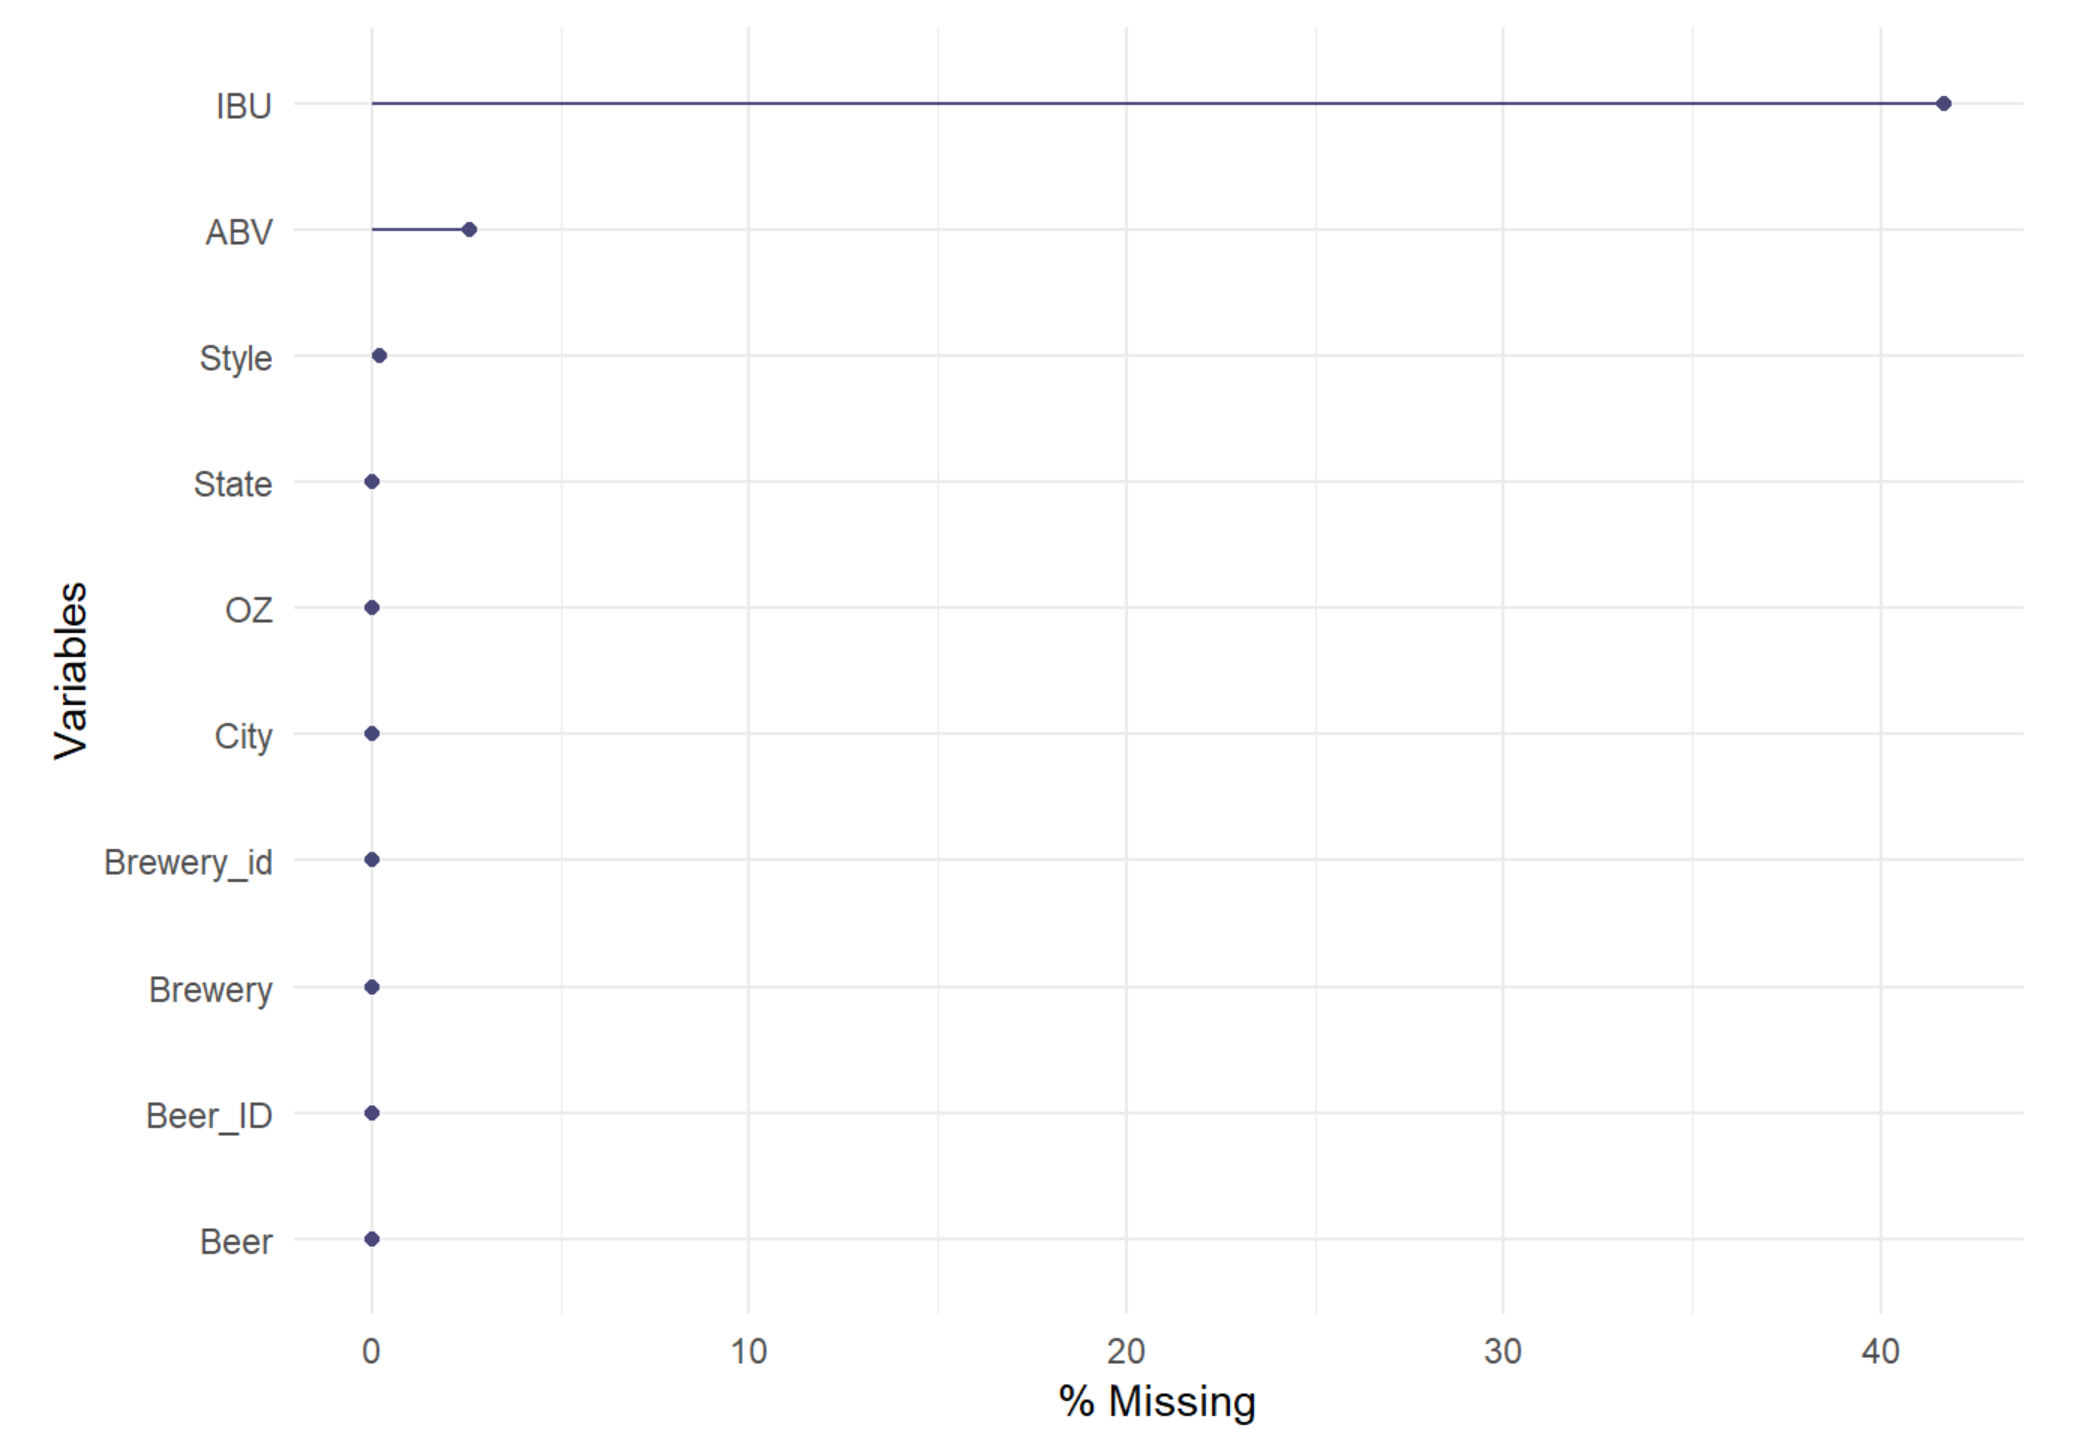 IBU
ABV
Style
State
OZ
City
Brewery_id
Brewery
Beer_ID
Beer
Variables
0 10 20 30 40
% Missing